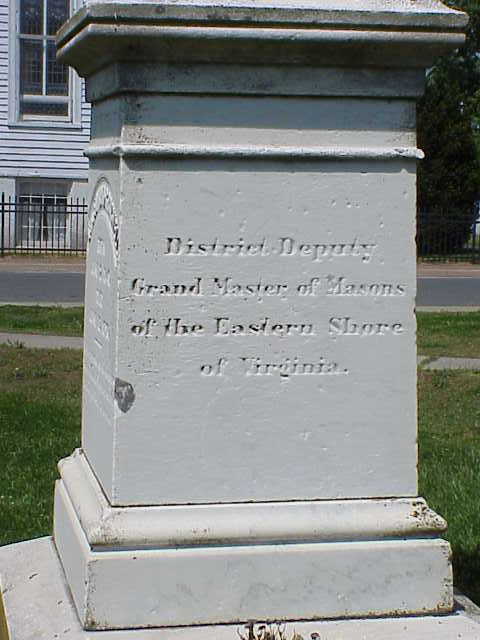 District Deputy
Grand Master of Masons
of the Eastern Shore
of Virginia.